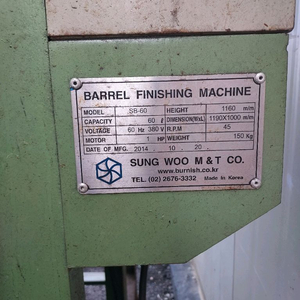 BARREL FINISHING MACHINE
MODEL SB-60 HEIGHT 1160 m/m
CAPACITY 60 ℓ DIMENSION(W/L) 1190X1000 m/m
VOLTAGE 60 Hz 380 V R.P.M 45
MOTOR 1 HP WEIGHT 150 Kg
DATE OF MFG. 2014 . 10 . 20 .
SUNG WOO M & T CO.
www.burnish.co.kr
TEL. (02) 2676-3332 Made in Korea